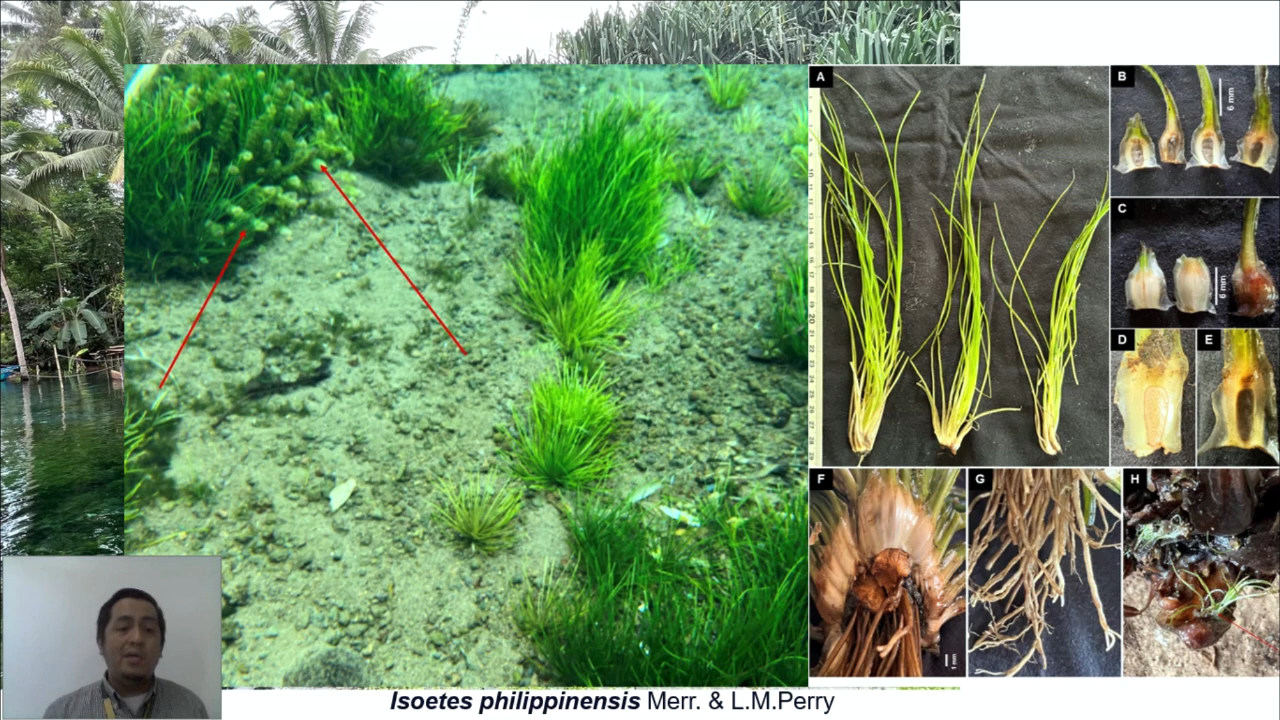 A
B
6 mm
C
6 mm
D
E
F
1 mm
G
H
Isoetes philippinensis Merr. & L.M.Perry